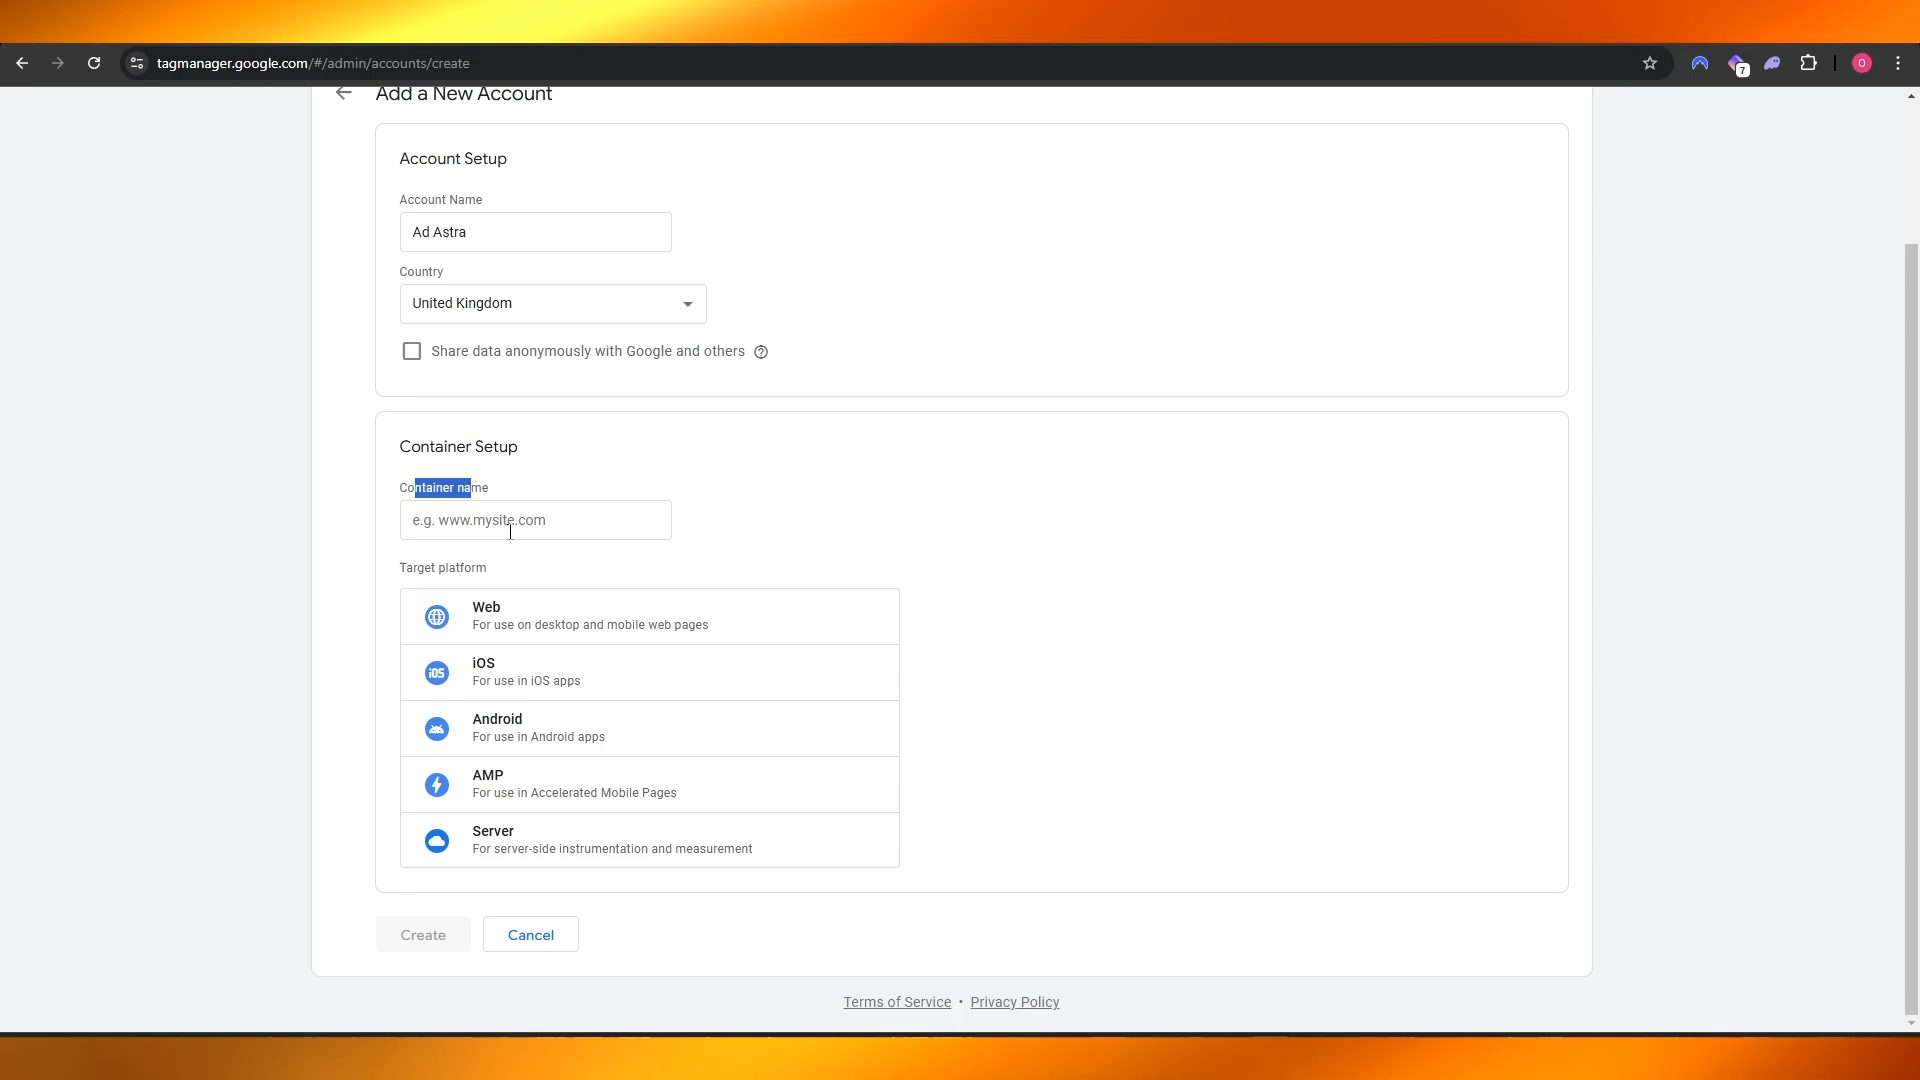 tagmanager.google.com/#/admin/accounts/create
7
O
Add a New Account
Account Setup
Account Name
Ad Astra
Country
United Kingdom
Share data anonymously with Google and others
Container Setup
Container name
e.g. www.mysite.com
Target platform
Web
For use on desktop and mobile web pages
iOS
iOS
For use in iOS apps
Android
For use in Android apps
AMP
For use in Accelerated Mobile Pages
Server
For server-side instrumentation and measurement
Create
Cancel
Terms of Service • Privacy Policy